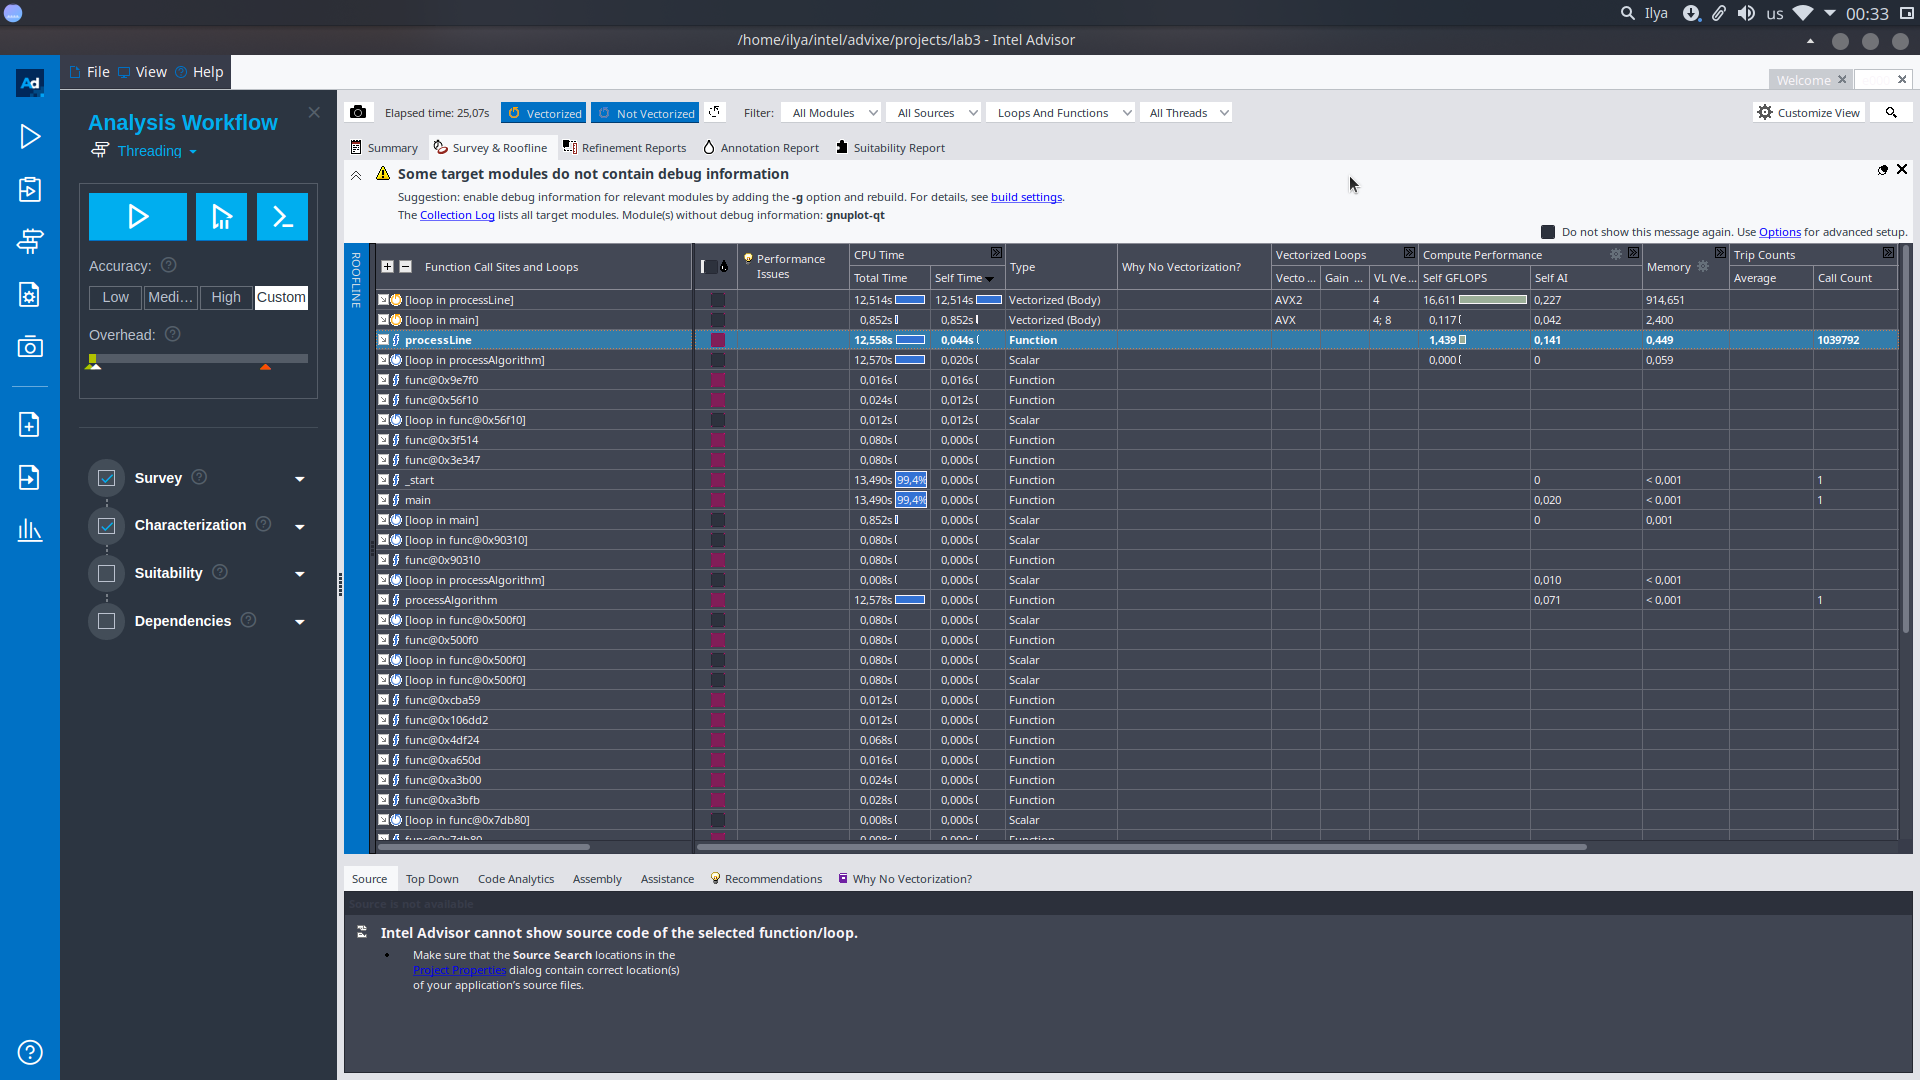 Ilya us 00:33
/home/ilya/intel/advixe/projects/lab3 - Intel Advisor
File View Help
Welcome
Analysis Workflow
Threading
Accuracy:
Low Medi... High Custom
Overhead:
Survey
Characterization
Suitability
Dependencies
Elapsed time: 25,07s Vectorized Not Vectorized Filter: All Modules All Sources Loops And Functions All Threads Customize View
Summary Survey & Roofline Refinement Reports Annotation Report Suitability Report
Some target modules do not contain debug information
Suggestion: enable debug information for relevant modules by adding the -g option and rebuild. For details, see build settings.
The Collection Log lists all target modules. Module(s) without debug information: gnuplot-qt
Do not show this message again. Use Options for advanced setup.
ROOFLINE
Function Call Sites and Loops Performance Issues CPU Time Type Why No Vectorization? Vectorized Loops Compute Performance Memory Trip Counts
Total Time Self Time Vecto ... Gain ... VL (Ve... Self GFLOPS Self AI Average Call Count
[loop in processLine] 12,514s 12,514s Vectorized (Body) AVX2 4 16,611 0,227 914,651
[loop in main] 0,852s 0,852s Vectorized (Body) AVX 4; 8 0,117 0,042 2,400
processLine 12,558s 0,044s Function 1,439 0,141 0,449 1039792
[loop in processAlgorithm] 12,570s 0,020s Scalar 0,000 0 0,059
func@0x9e7f0 0,016s 0,016s Function
func@0x56f10 0,024s 0,012s Function
[loop in func@0x56f10] 0,012s 0,012s Scalar
func@0x3f514 0,080s 0,000s Function
func@0x3e347 0,080s 0,000s Function
_start 13,490s 99,4% 0,000s Function 0 < 0,001 1
main 13,490s 99,4% 0,000s Function 0,020 < 0,001 1
[loop in main] 0,852s 0,000s Scalar 0 0,001
[loop in func@0x90310] 0,080s 0,000s Scalar
func@0x90310 0,080s 0,000s Function
[loop in processAlgorithm] 0,008s 0,000s Scalar 0,010 < 0,001
processAlgorithm 12,578s 0,000s Function 0,071 < 0,001 1
[loop in func@0x500f0] 0,080s 0,000s Scalar
func@0x500f0 0,080s 0,000s Function
[loop in func@0x500f0] 0,080s 0,000s Scalar
[loop in func@0x500f0] 0,080s 0,000s Scalar
func@0xcba59 0,012s 0,000s Function
func@0x106dd2 0,012s 0,000s Function
func@0x4df24 0,068s 0,000s Function
func@0xa650d 0,016s 0,000s Function
func@0xa3b00 0,024s 0,000s Function
func@0xa3bfb 0,028s 0,000s Function
[loop in func@0x7db80] 0,008s 0,000s Scalar
func@0x7db80 0,008s 0,000s Function
Source Top Down Code Analytics Assembly Assistance Recommendations Why No Vectorization?
Source is not available
Intel Advisor cannot show source code of the selected function/loop.
Make sure that the Source Search locations in the
Project Properties dialog contain correct location(s)
of your application's source files.